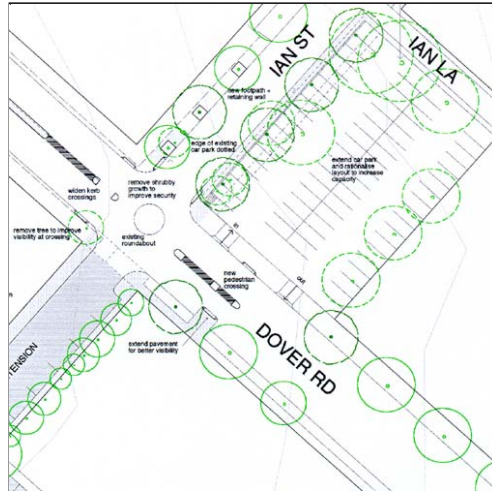 IAN ST
IAN LA
new footpath +
retaining wall
edge of existing
car park dotted
extend car park
and rationalise
layout to increase
capacity
widen kerb
crossings
remove shrubby
growth to
improve security
remove tree to improve
visibility at crossing
existing
roundabout
in
out
new
pedestrian
crossing
DOVER RD
extend pavement
for better visibility
TENSION